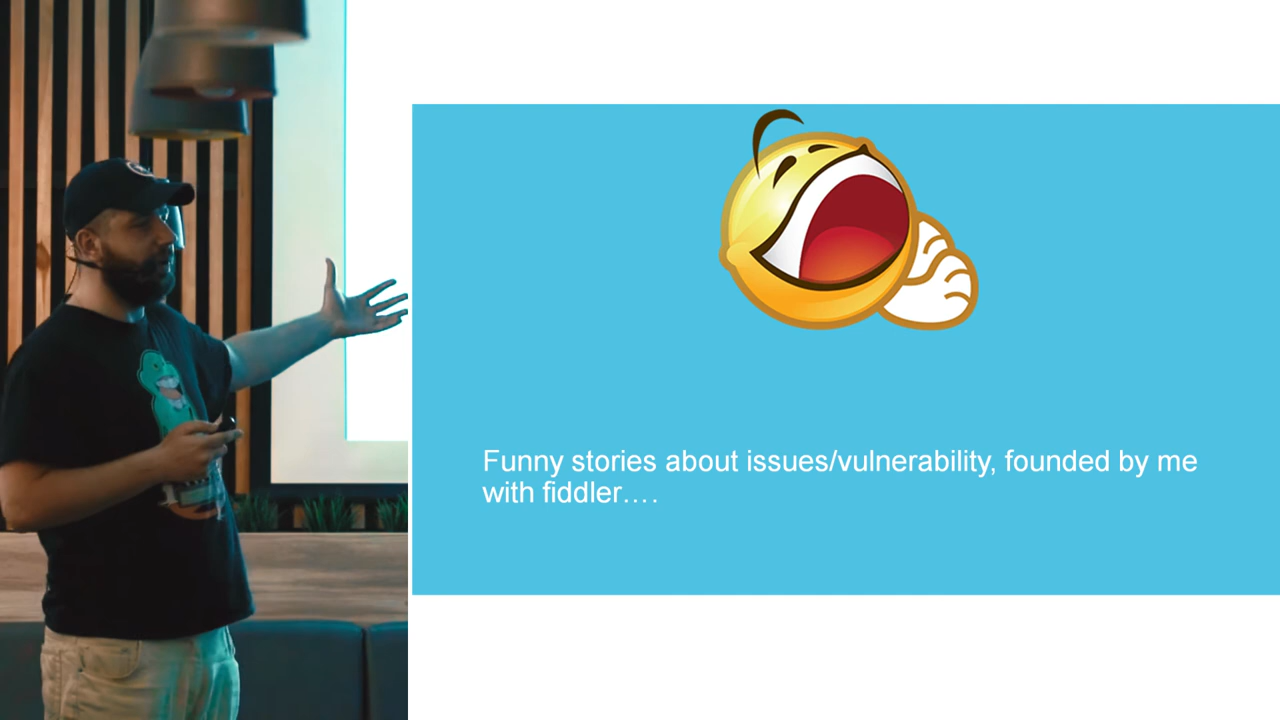 Funny stories about issues/vulnerability, founded by me
with fiddler….